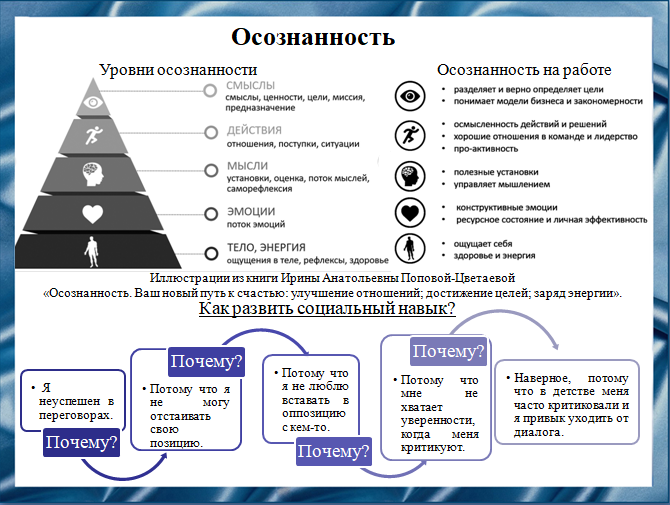 Осознанность
Уровни осознанности
СМЫСЛЫ
смыслы, ценности, цели, миссия,
предназначение
ДЕЙСТВИЯ
отношения, поступки, ситуации
МЫСЛИ
установки, оценка, поток мыслей,
саморефлексия
ЭМОЦИИ
поток эмоций
ТЕЛО, ЭНЕРГИЯ
ощущения в теле, рефлексы, здоровье
Осознанность на работе
• разделяет и верно определяет цели
• понимает модели бизнеса и закономерности
• осмысленность действий и решений
• хорошие отношения в команде и лидерство
• про-активность
• полезные установки
• управляет мышлением
• конструктивные эмоции
• ресурсное состояние и личная эффективность
• ощущает себя
• здоровье и энергия
Иллюстрации из книги Ирины Анатольевны Поповой-Цветаевой
«Осознанность. Ваш новый путь к счастью: улучшение отношений; достижение целей; заряд энергии».
Как развить социальный навык?
• Я
неуспешен в
переговорах.
Почему?
• Потому что я
не могу
отстаивать
свою
позицию.
Почему?
• Потому что
я не люблю
вставать в
оппозицию
с кем-то.
Почему?
• Потому что
мне не
хватает
уверенности,
когда меня
критикуют.
Почему?
• Наверное, потому
что в детстве меня
часто критиковали и
я привык уходить от
диалога.